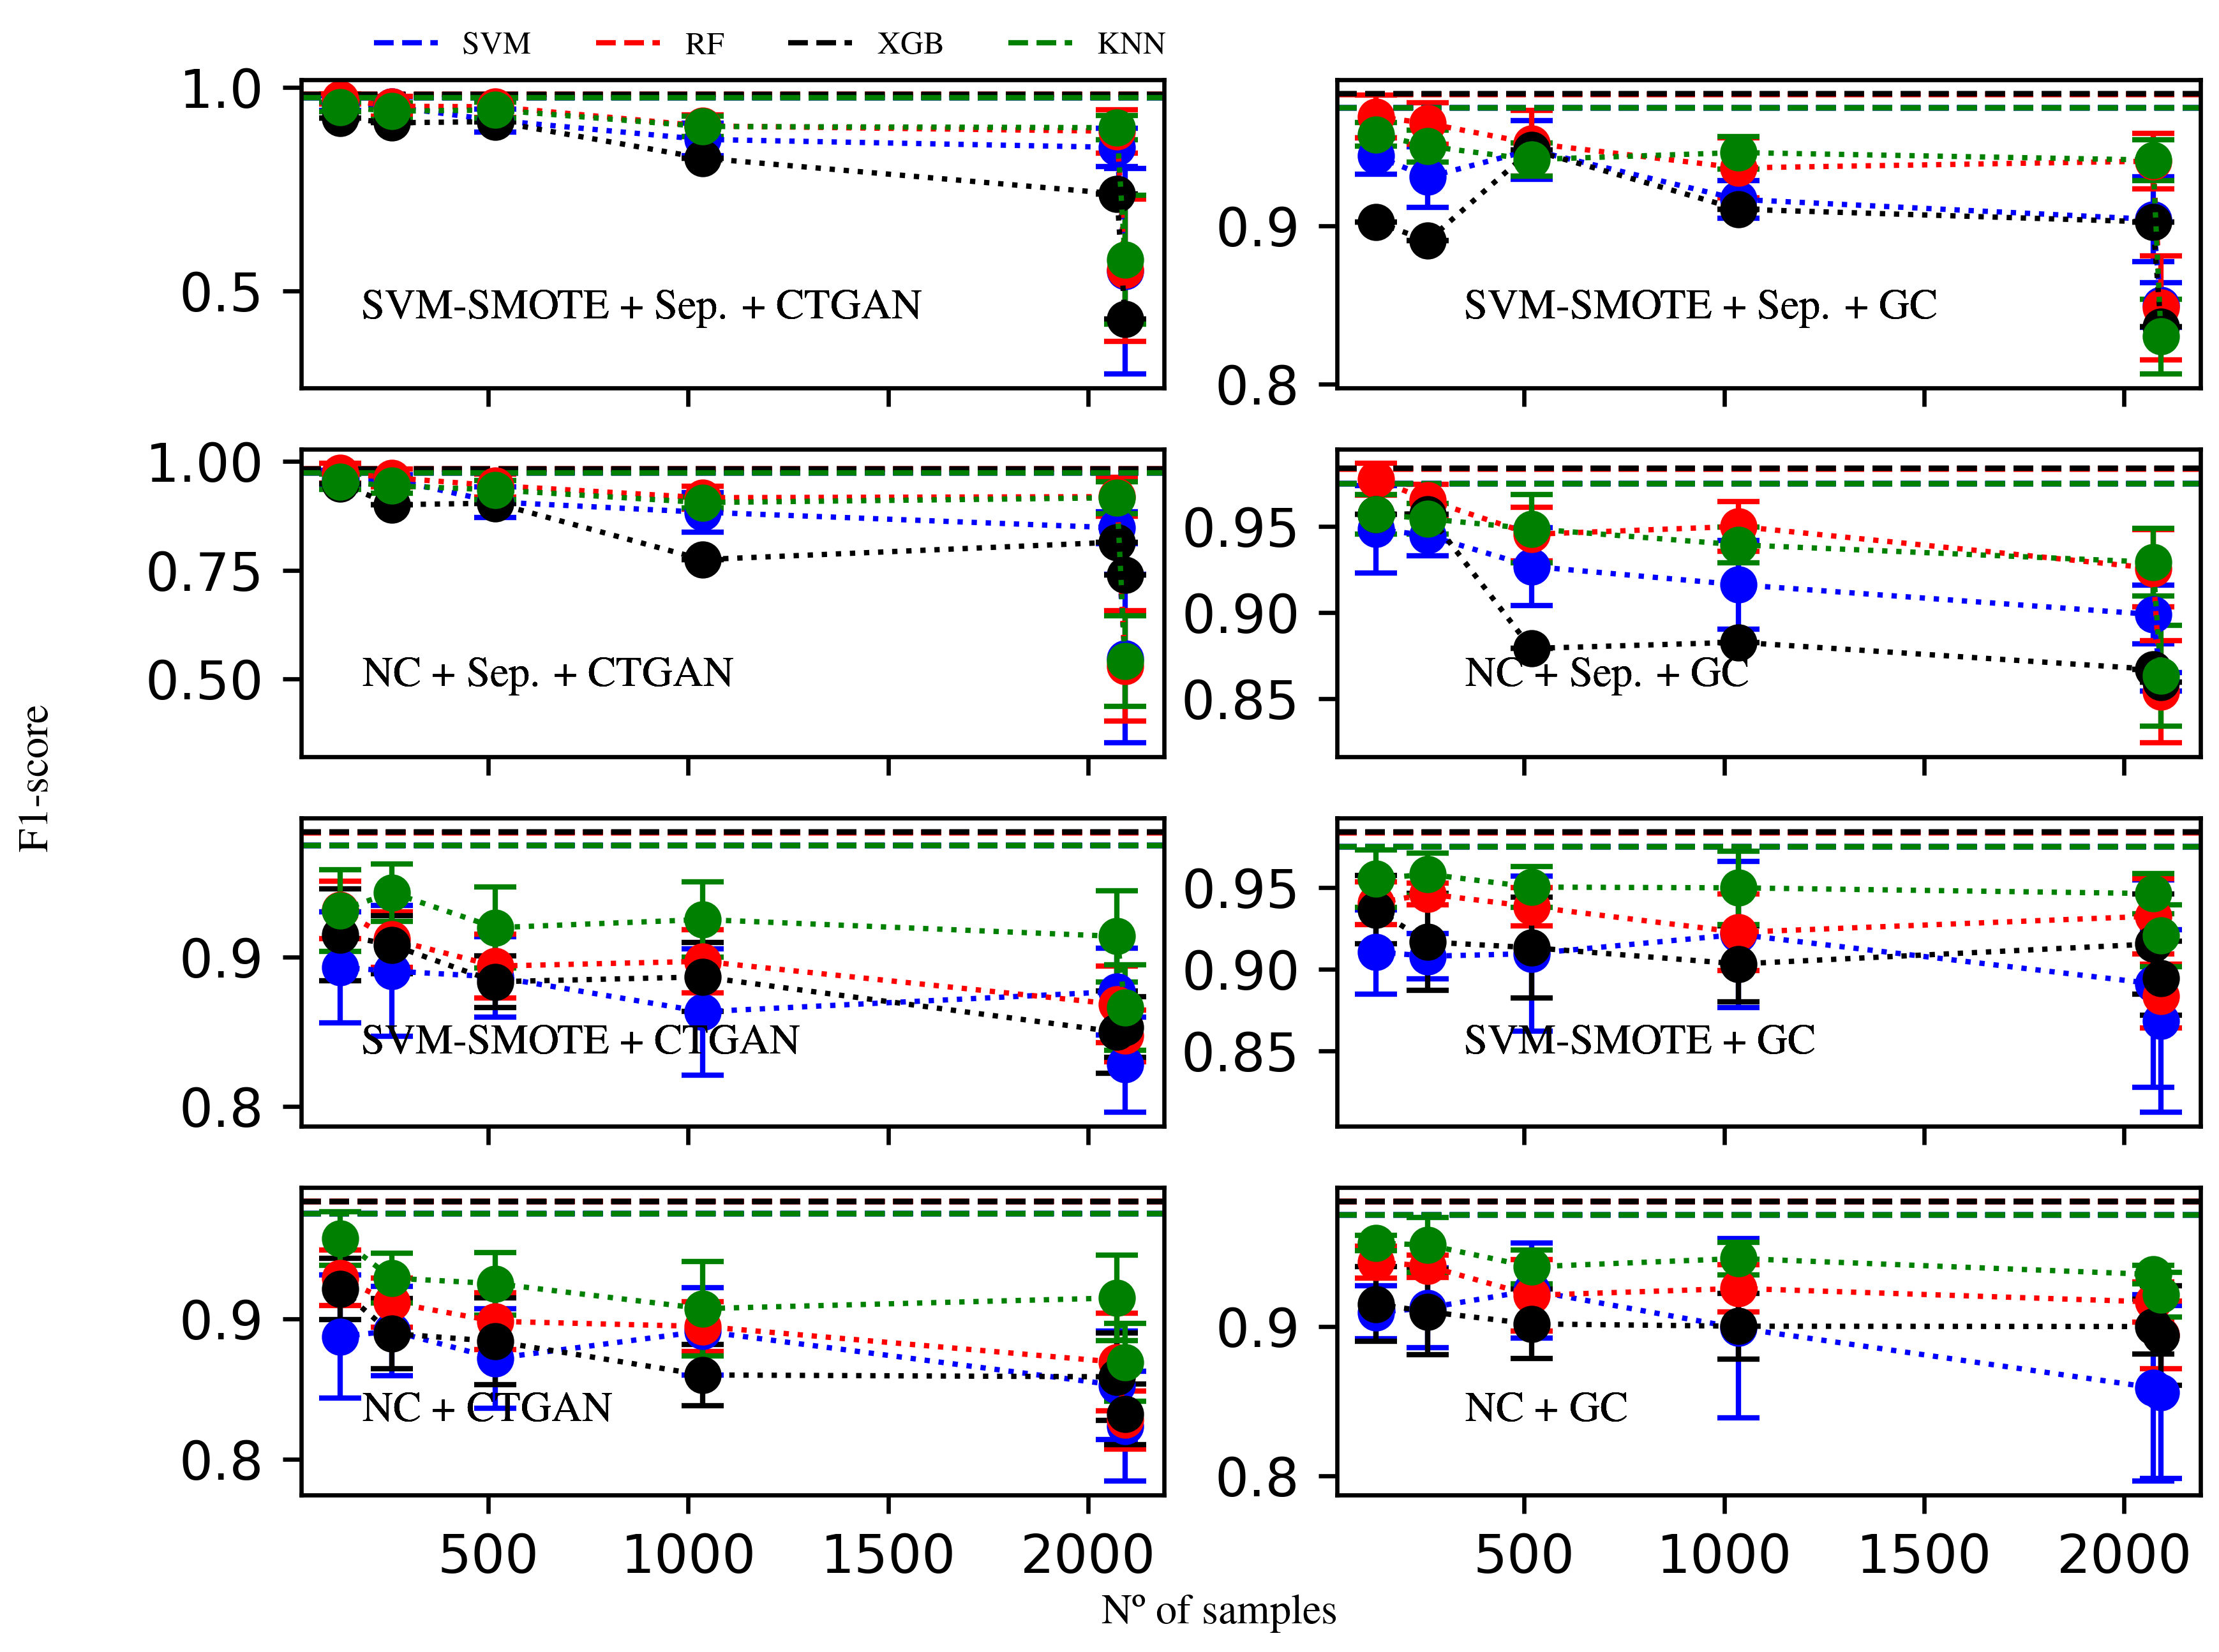 SVM RF XGB KNN
1.0
0.5
SVM-SMOTE + Sep. + CTGAN
0.9
0.8
SVM-SMOTE + Sep. + GC
1.00
0.75
0.50
NC + Sep. + CTGAN
0.95
0.90
0.85
NC + Sep. + GC
F1-score
0.9
0.8
SVM-SMOTE + CTGAN
0.95
0.90
0.85
SVM-SMOTE + GC
0.9
0.8
NC + CTGAN
0.9
0.8
NC + GC
500 1000 1500 2000
500 1000 1500 2000
Nº of samples